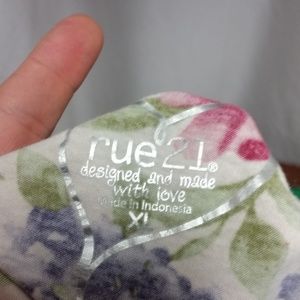 rue21®
designed and made
with love
Made in Indonesia
XL